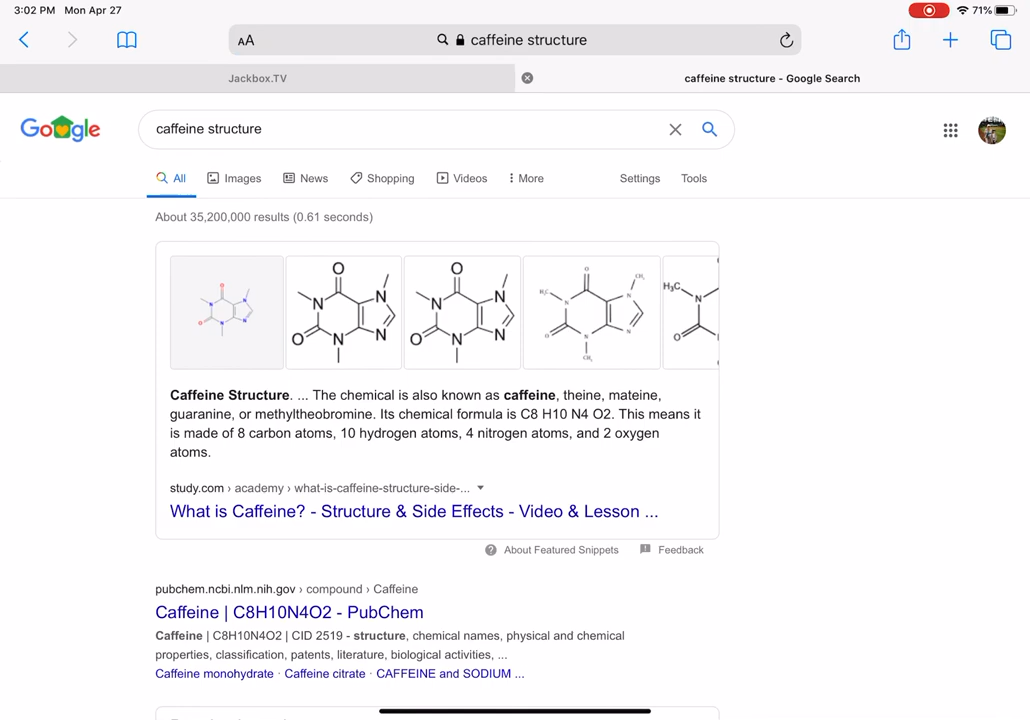 3:02 PM Mon Apr 27 71%
AA caffeine structure
Jackbox.TV caffeine structure - Google Search
Google caffeine structure
All Images News Shopping Videos More Settings Tools
About 35,200,000 results (0.61 seconds)
O N N O N N
O N N O N N
O H₃C CH₃ N N O N N CH₃
H₃C N O
Caffeine Structure. ... The chemical is also known as caffeine, theine, mateine,
guaranine, or methyltheobromine. Its chemical formula is C8 H10 N4 O2. This means it
is made of 8 carbon atoms, 10 hydrogen atoms, 4 nitrogen atoms, and 2 oxygen
atoms.
study.com › academy › what-is-caffeine-structure-side-...
What is Caffeine? - Structure & Side Effects - Video & Lesson ...
About Featured Snippets Feedback
pubchem.ncbi.nlm.nih.gov › compound › Caffeine
Caffeine | C8H10N4O2 - PubChem
Caffeine | C8H10N4O2 | CID 2519 - structure, chemical names, physical and chemical
properties, classification, patents, literature, biological activities, ...
Caffeine monohydrate · Caffeine citrate · CAFFEINE and SODIUM ...